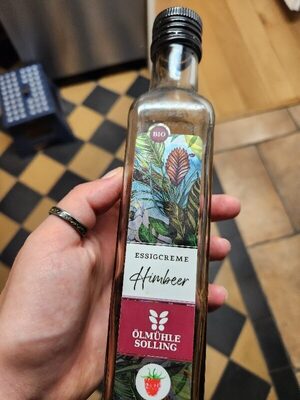 BIO
ESSIGCREME
Himbeer
ÖLMÜHLE
SOLLING